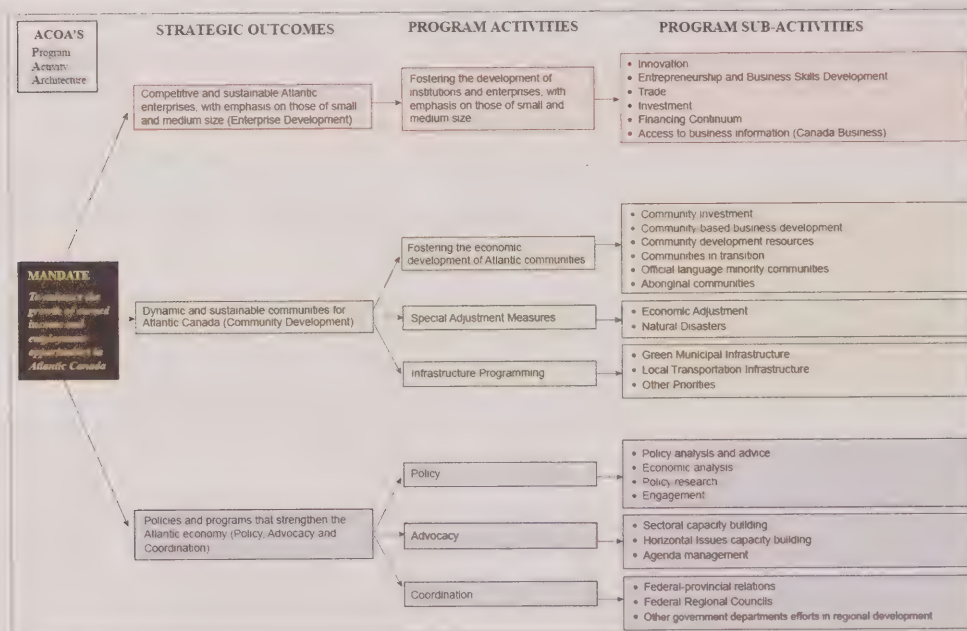 ACOA'S
Program
Activity
Architecture
STRATEGIC OUTCOMES
PROGRAM ACTIVITIES
PROGRAM SUB-ACTIVITIES
Competitive and sustainable Atlantic
enterprises, with emphasis on those of small
and medium size (Enterprise Development)
Fostering the development of
institutions and enterprises, with
emphasis on those of small and
medium size
• Innovation
• Entrepreneurship and Business Skills Development
• Trade
• Investment
• Financing Continuum
• Access to business information (Canada Business)
MANDATE
Atlantic Canada
Dynamic and sustainable communities for
Atlantic Canada (Community Development)
Fostering the economic
development of Atlantic communities
• Community investment
• Community based business development
• Community development resources
• Communities in transition
• Official language minority communities
• Aboriginal communities
Special Adjustment Measures
• Economic Adjustment
• Natural Disasters
Infrastructure Programming
• Green Municipal Infrastructure
• Local Transportation Infrastructure
• Other Priorities
Policies and programs that strengthen the
Atlantic economy (Policy, Advocacy and
Coordination)
Policy
• Policy analysis and advice
• Economic analysis
• Policy research
• Engagement
Advocacy
• Sectoral capacity building
• Horizontal Issues capacity building
• Agenda management
Coordination
• Federal-provincial relations
• Federal Regional Councils
• Other government departments efforts in regional development